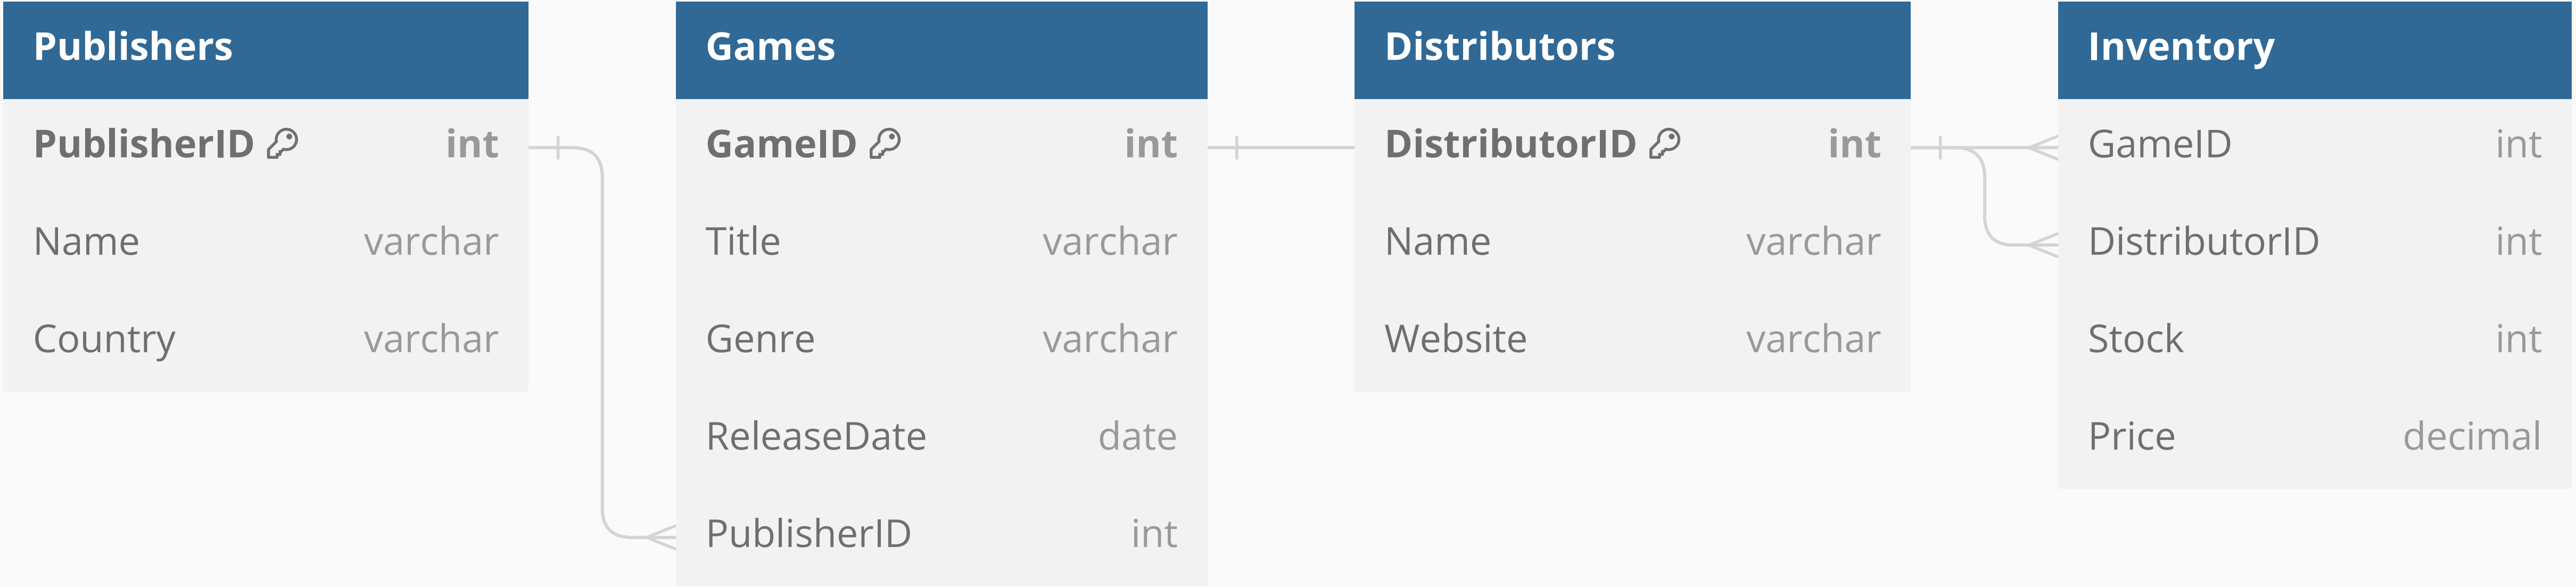 Publishers
PublisherID int
Name varchar
Country varchar
Games
GameID int
Title varchar
Genre varchar
ReleaseDate date
PublisherID int
Distributors
DistributorID int
Name varchar
Website varchar
Inventory
GameID int
DistributorID int
Stock int
Price decimal